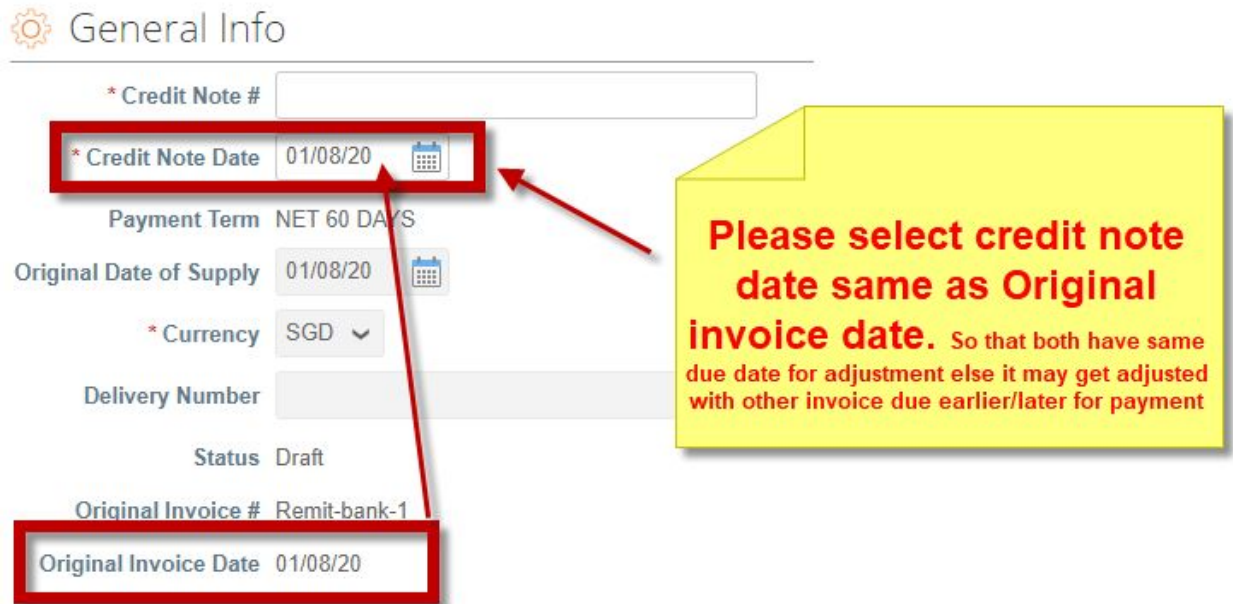 General Info
* Credit Note #
* Credit Note Date 01/08/20
Payment Term NET 60 DAYS
Original Date of Supply 01/08/20
* Currency SGD
Delivery Number
Status Draft
Original Invoice # Remit-bank-1
Original Invoice Date 01/08/20
Please select credit note
date same as Original
invoice date. So that both have same
due date for adjustment else it may get adjusted
with other invoice due earlier/later for payment